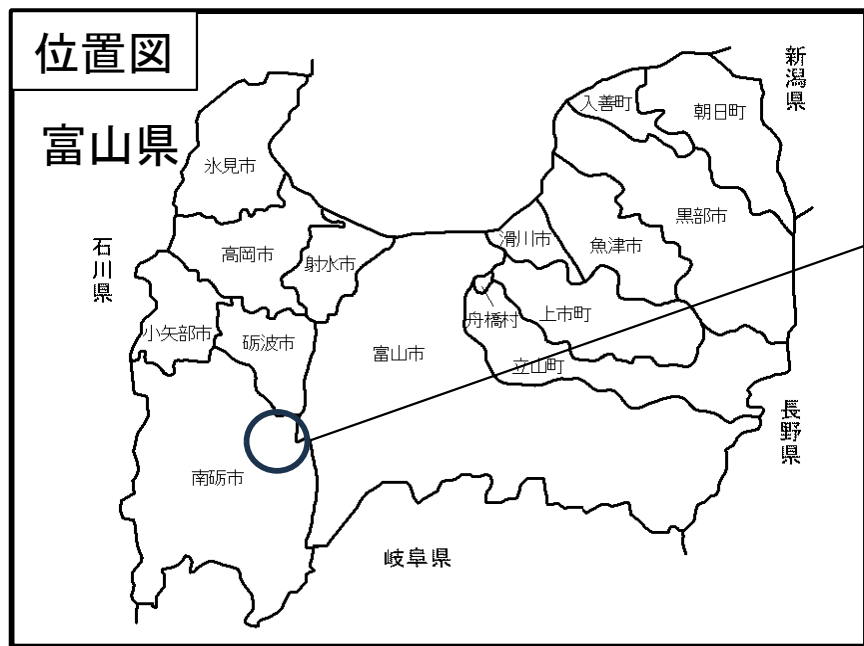 位置図
富山県
新潟県
入善町
朝日町
氷見市
黒部市
石川県
高岡市
射水市
滑川市
魚津市
小矢部市
砺波市
舟橋村
上市町
富山市
立山町
長野県
南砺市
岐阜県